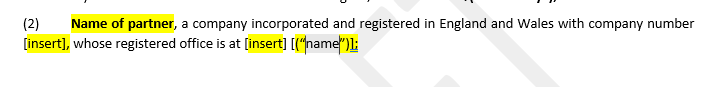 (2) Name of partner, a company incorporated and registered in England and Wales with company number
[insert], whose registered office is at [insert] [(“name”)];